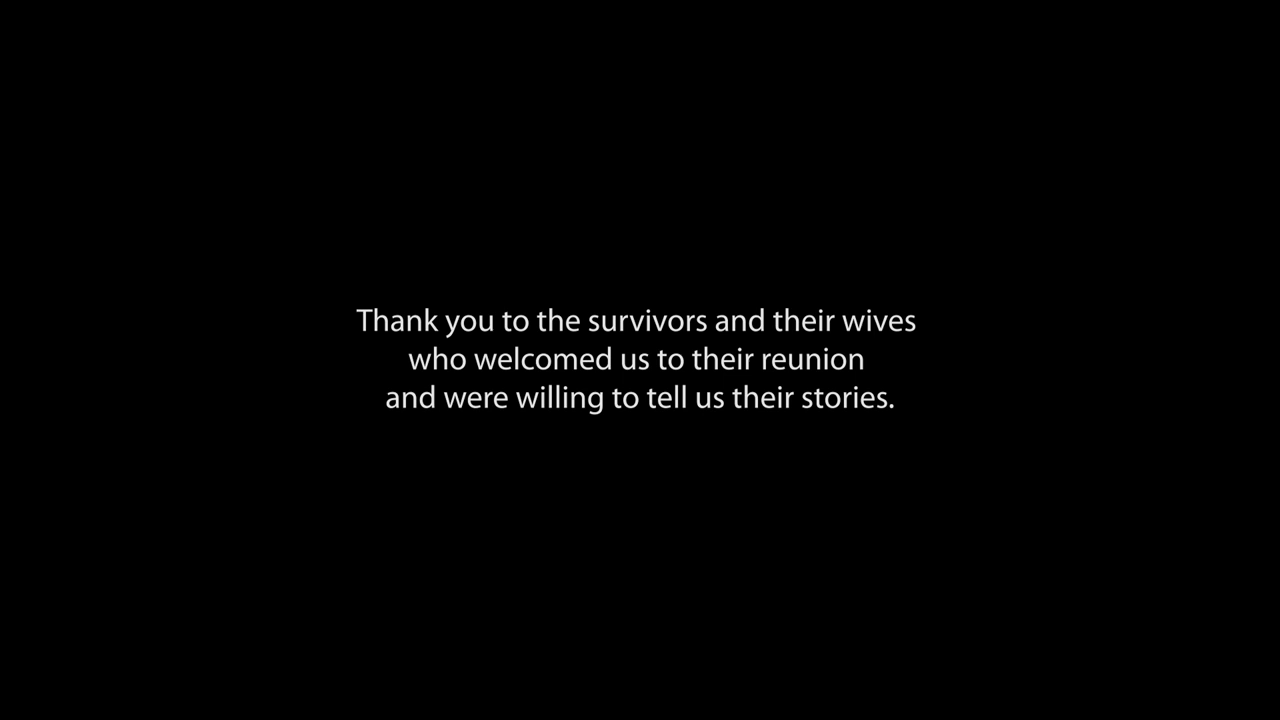 Thank you to the survivors and their wives
who welcomed us to their reunion
and were willing to tell us their stories.